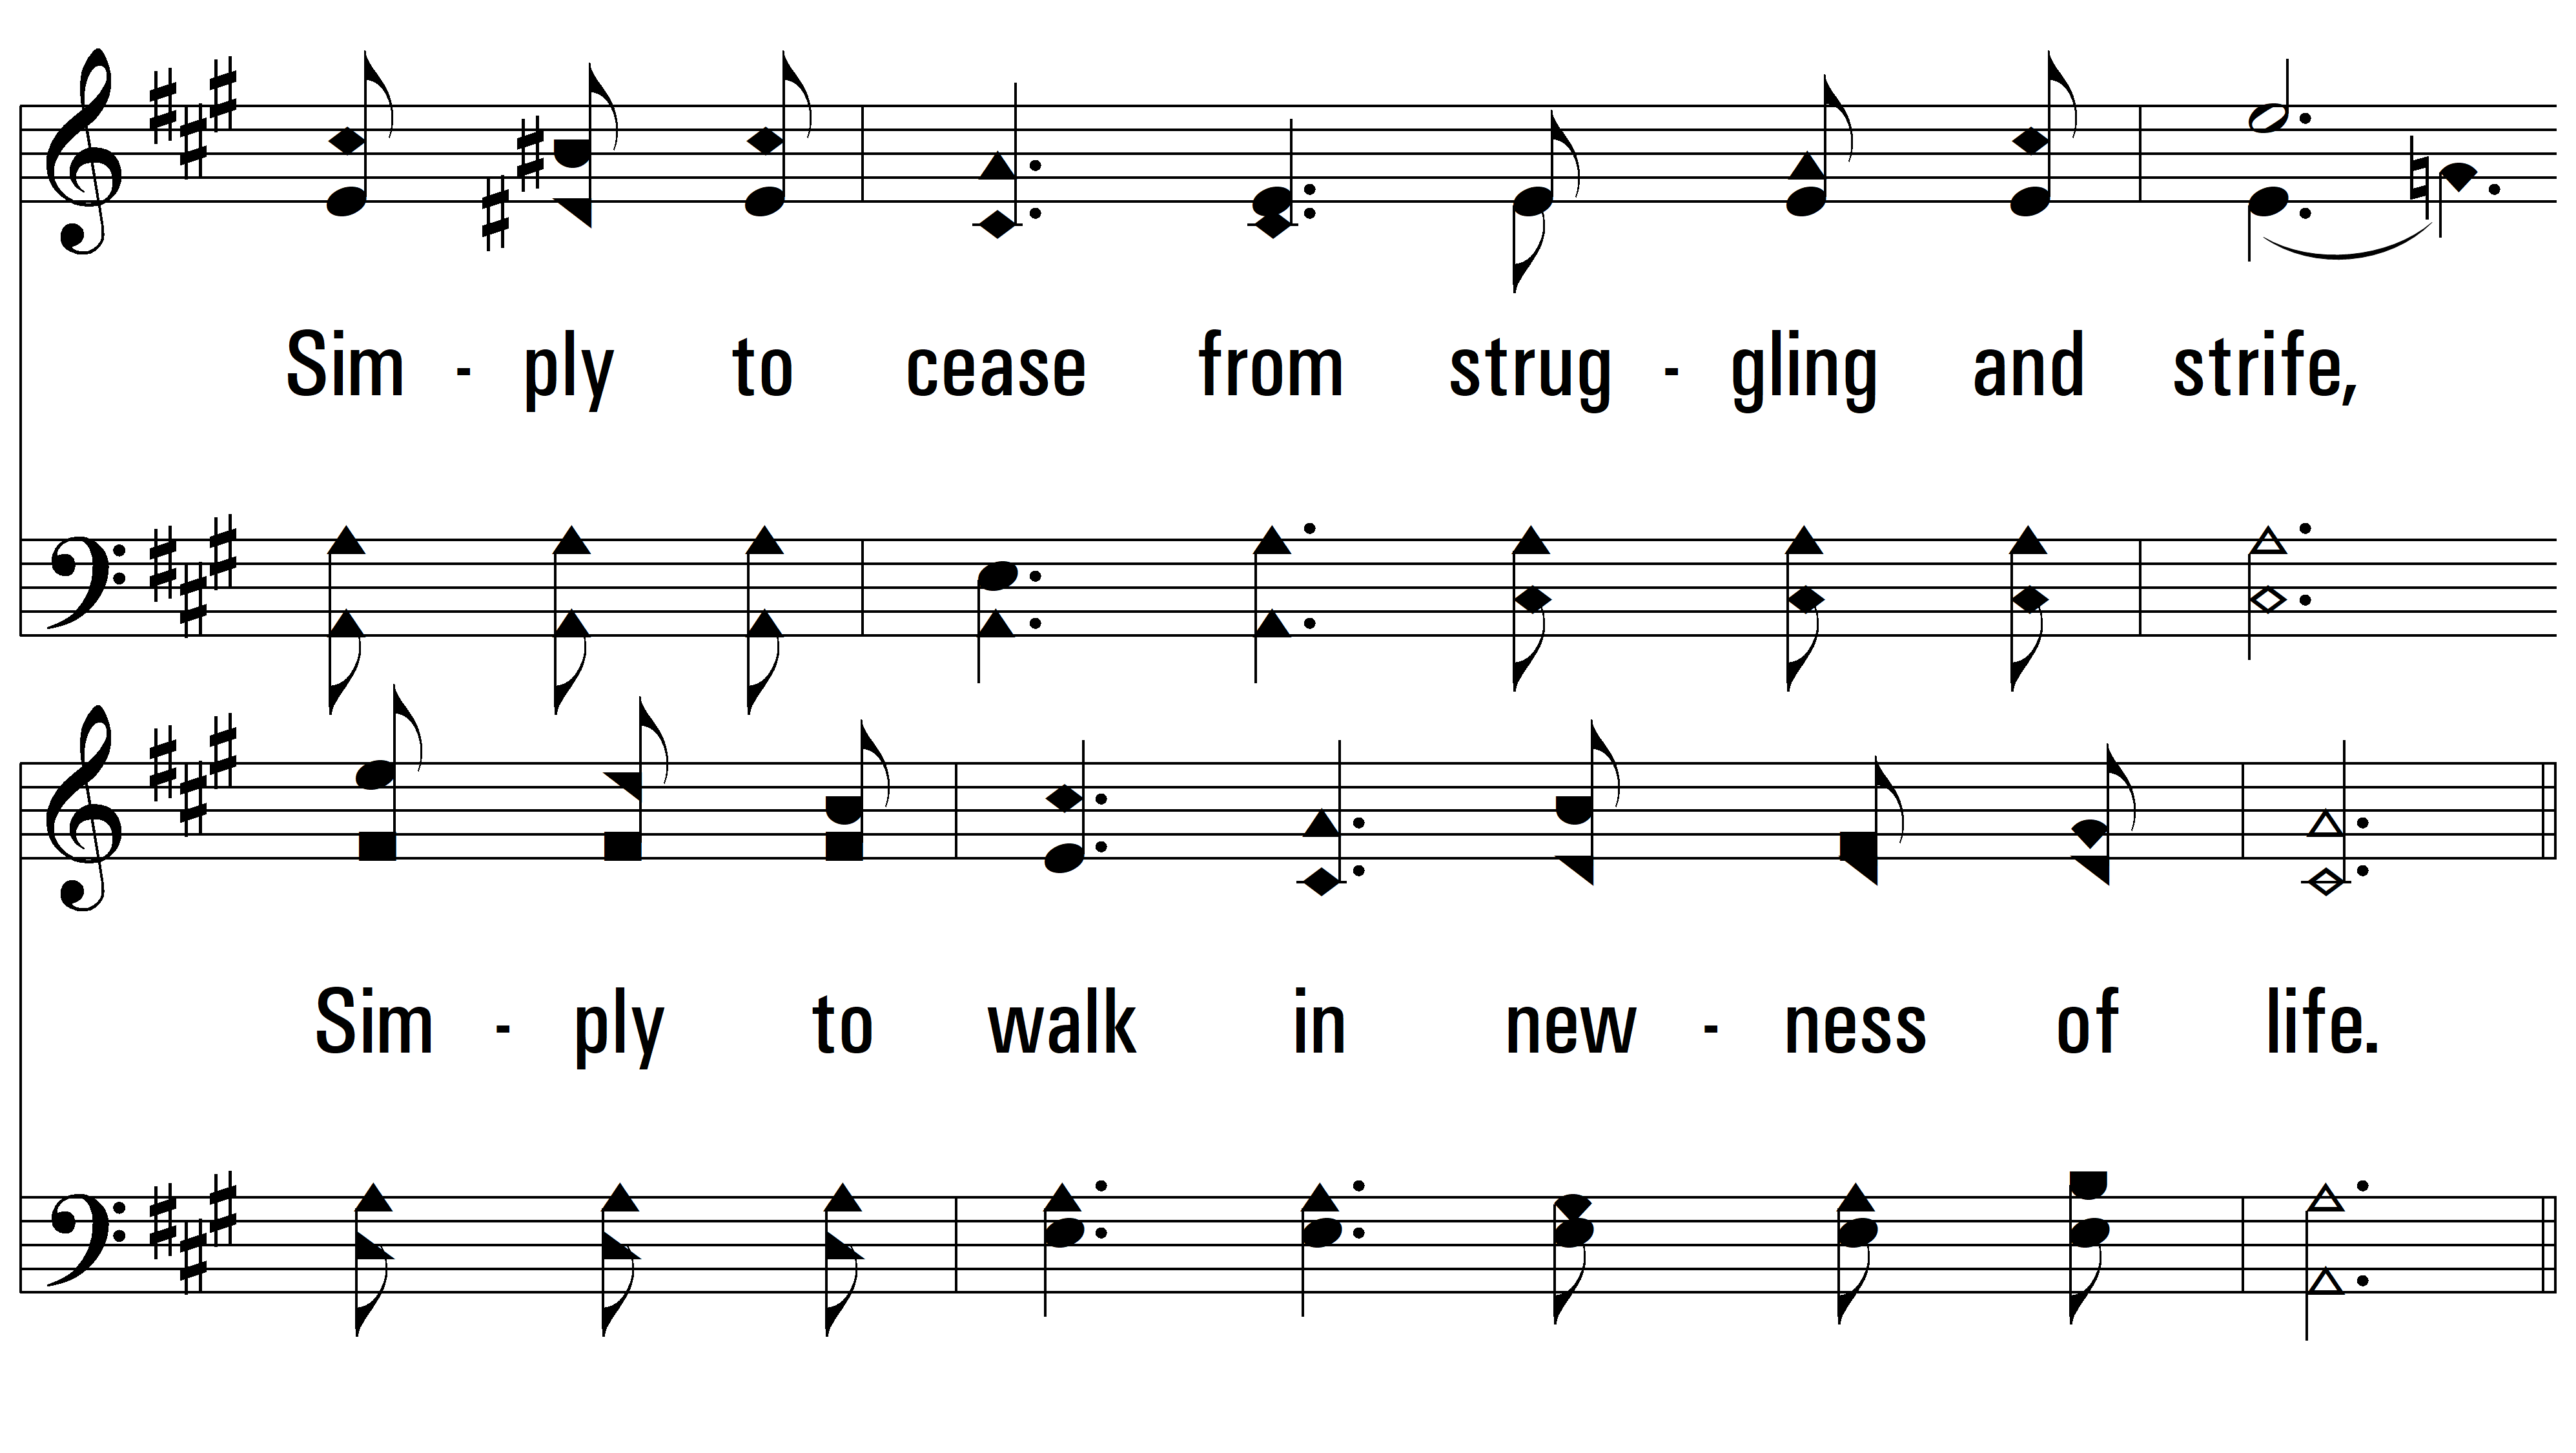 Sim - ply to cease from strug - gling and strife,
Sim - ply to walk in new - ness of life.